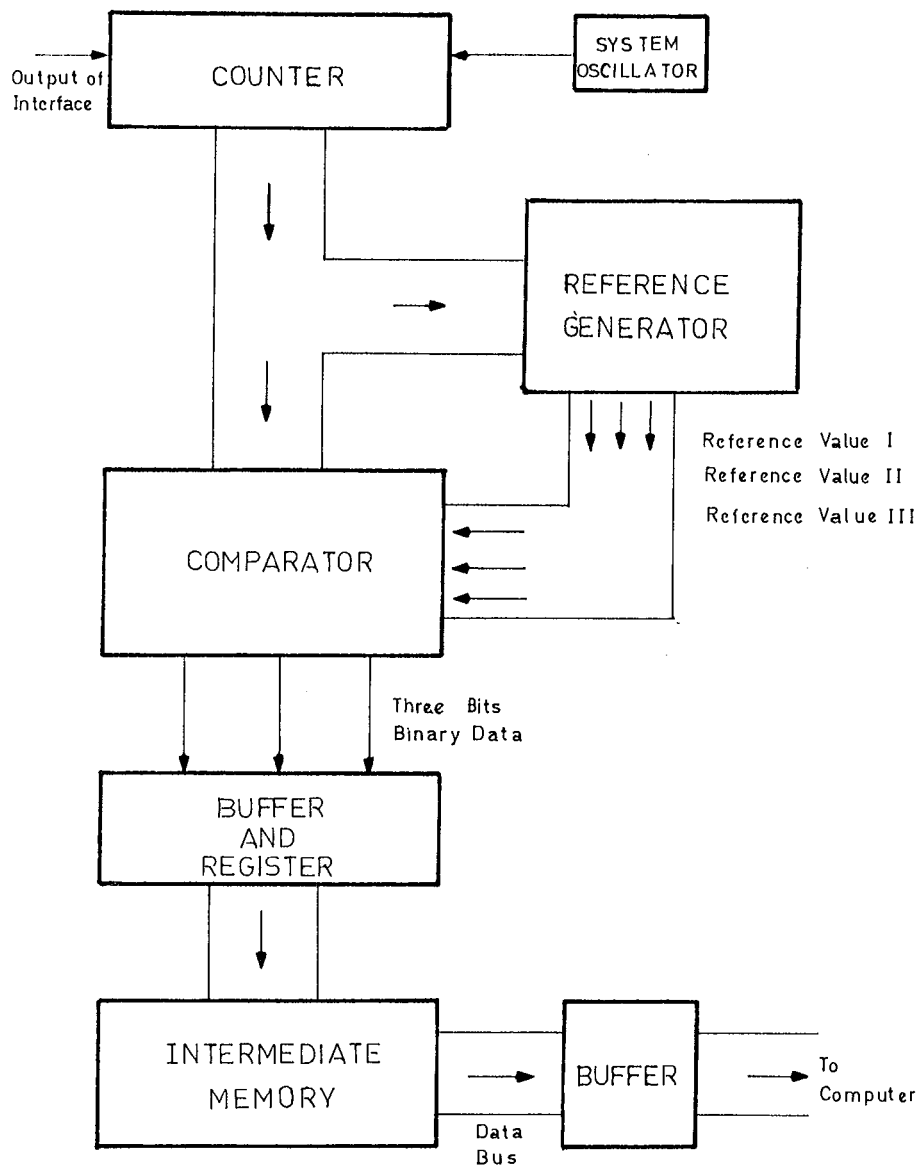 Output of
Interface
COUNTER
SYSTEM
OSCILLATOR
REFERENCE
GENERATOR
Reference Value I
Reference Value II
Reference Value III
COMPARATOR
Three Bits
Binary Data
BUFFER
AND
REGISTER
INTERMEDIATE
MEMORY
Data
Bus
BUFFER
To
Computer